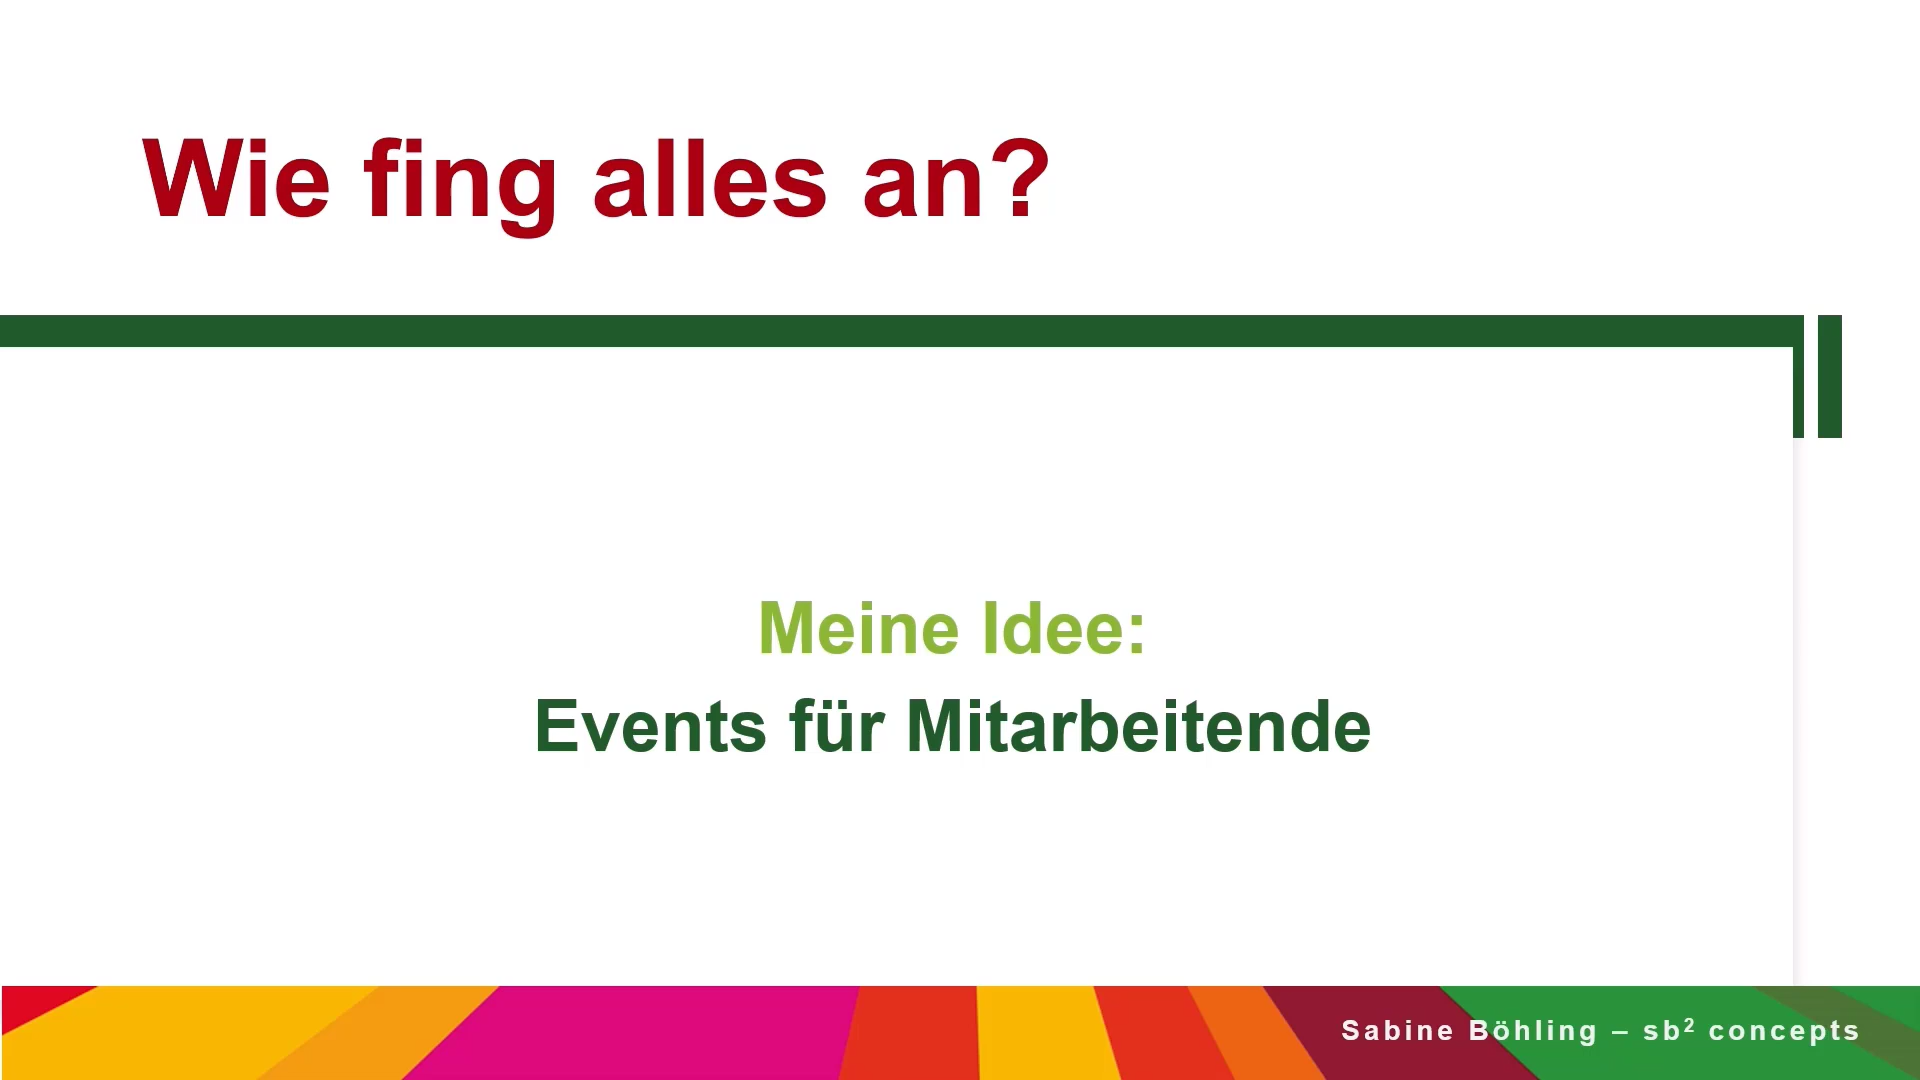 Wie fing alles an?
Meine Idee:
Events für Mitarbeitende
Sabine Böhling – sb² concepts